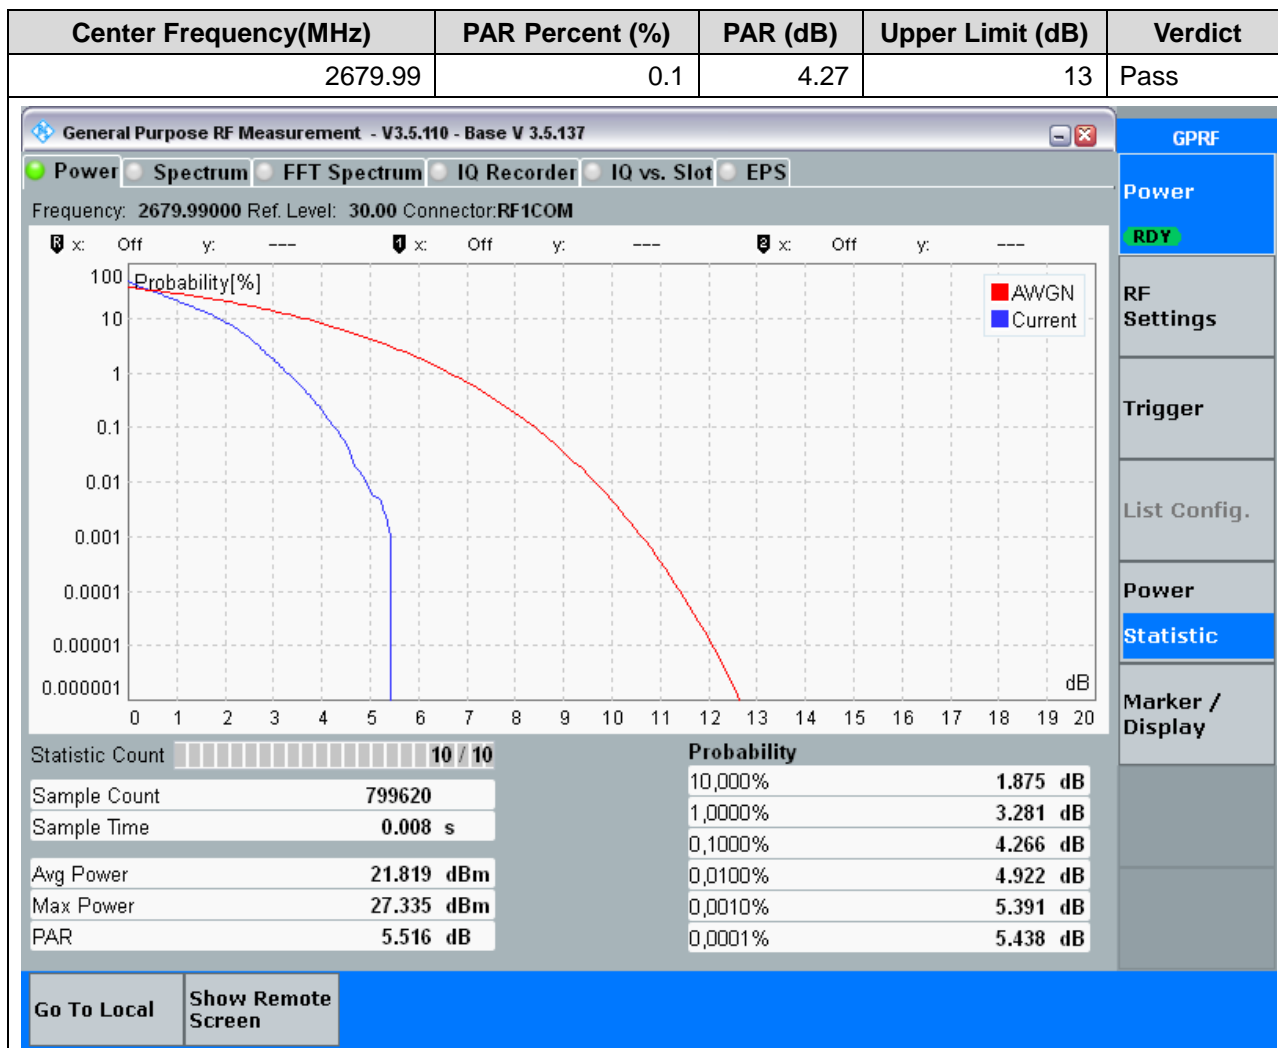 Center Frequency(MHz) PAR Percent (%) PAR (dB) Upper Limit (dB) Verdict
2679.99 0.1 4.27 13 Pass
General Purpose RF Measurement - V3.5.110 - Base V 3.5.137
GPRF
Power Spectrum FFT Spectrum IQ Recorder IQ vs. Slot EPS
Frequency: 2679.99000 Ref. Level: 30.00 Connector:RF1COM
R x: Off y: --- 1 x: Off y: --- 2 x: Off y: ---
Probability[%]
AWGN
Current
100
10
1
0.1
0.01
0.001
0.0001
0.00001
0.000001
dB
0 1 2 3 4 5 6 7 8 9 10 11 12 13 14 15 16 17 18 19 20
Statistic Count 10 / 10
Sample Count 799620
Sample Time 0.008 s
Avg Power 21.819 dBm
Max Power 27.335 dBm
PAR 5.516 dB
Probability
10,000% 1.875 dB
1,0000% 3.281 dB
0,1000% 4.266 dB
0,0100% 4.922 dB
0,0010% 5.391 dB
0,0001% 5.438 dB
Power
RDY
RF
Settings
Trigger
List Config.
Power
Statistic
Marker /
Display
Go To Local
Show Remote
Screen